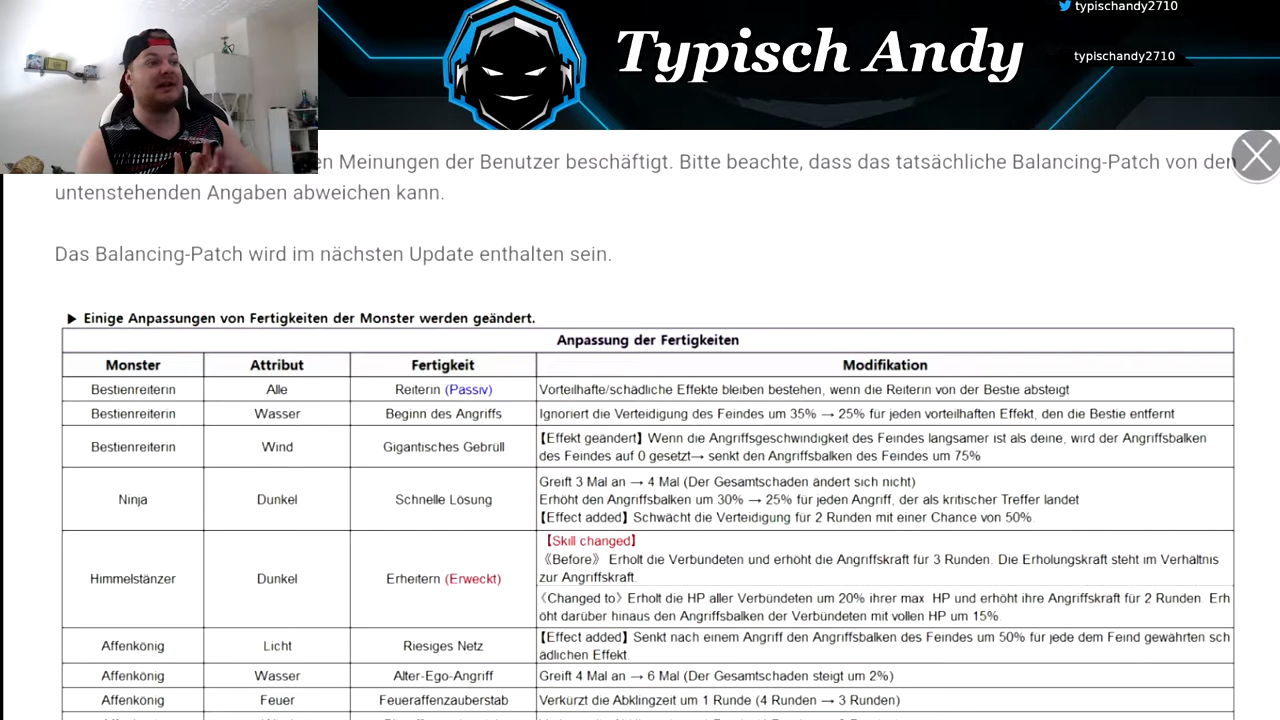 typischandy2710
Typisch Andy
typischandy2710
en Meinungen der Benutzer beschäftigt. Bitte beachte, dass das tatsächliche Balancing-Patch von den
untenstehenden Angaben abweichen kann.
Das Balancing-Patch wird im nächsten Update enthalten sein.
▶ Einige Anpassungen von Fertigkeiten der Monster werden geändert.
Anpassung der Fertigkeiten
Monster Attribut Fertigkeit Modifikation
Bestienreiterin Alle Reiterin (Passiv) Vorteilhafte/schädliche Effekte bleiben bestehen, wenn die Reiterin von der Bestie absteigt
Bestienreiterin Wasser Beginn des Angriffs Ignoriert die Verteidigung des Feindes um 35% → 25% für jeden vorteilhaften Effekt, den die Bestie entfernt
Bestienreiterin Wind Gigantisches Gebrüll 【Effekt geändert】 Wenn die Angriffsgeschwindigkeit des Feindes langsamer ist als deine, wird der Angriffsbalken
des Feindes auf 0 gesetzt→ senkt den Angriffsbalken des Feindes um 75%
Ninja Dunkel Schnelle Lösung Greift 3 Mal an → 4 Mal (Der Gesamtschaden ändert sich nicht)
Erhöht den Angriffsbalken um 30% → 25% für jeden Angriff, der als kritischer Treffer landet
【Effect added】 Schwächt die Verteidigung für 2 Runden mit einer Chance von 50%
Himmelstänzer Dunkel Erheitern (Erweckt) 【Skill changed】
《Before》 Erholt die Verbündeten und erhöht die Angriffskraft für 3 Runden. Die Erholungskraft steht im Verhältnis
zur Angriffskraft.
《Changed to》 Erholt die HP aller Verbündeten um 20% ihrer max HP und erhöht ihre Angriffskraft für 2 Runden Erh
öht darüber hinaus den Angriffsbalken der Verbündeten mit vollen HP um 15%.
Affenkönig Licht Riesiges Netz 【Effect added】 Senkt nach einem Angriff den Angriffsbalken des Feindes um 50% für jede dem Feind gewährten sch
ädlichen Effekt.
Affenkönig Wasser Alter-Ego-Angriff Greift 4 Mal an → 6 Mal (Der Gesamtschaden steigt um 2%)
Affenkönig Feuer Feueraffenzauberstab Verkürzt die Abklingzeit um 1 Runde (4 Runden → 3 Runden)